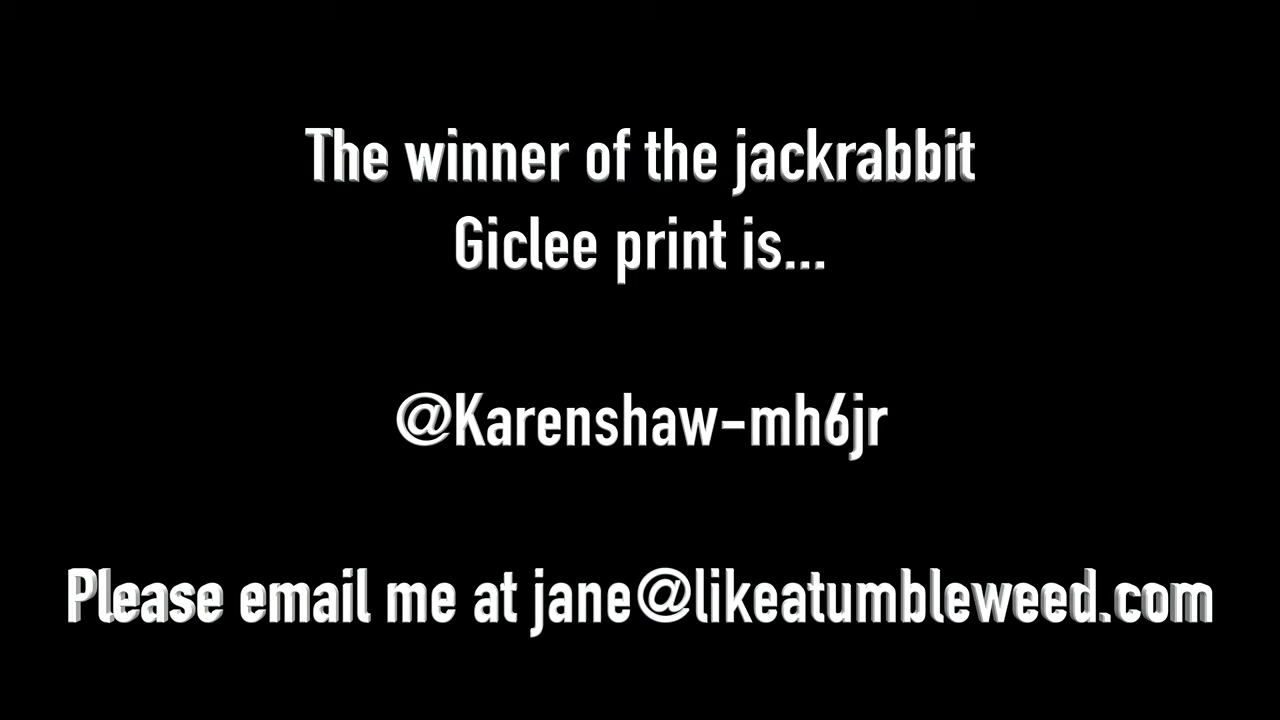 The winner of the jackrabbit
Giclee print is...
@Karenshaw-mh6jr
Please email me at jane@likeatumbleweed.com